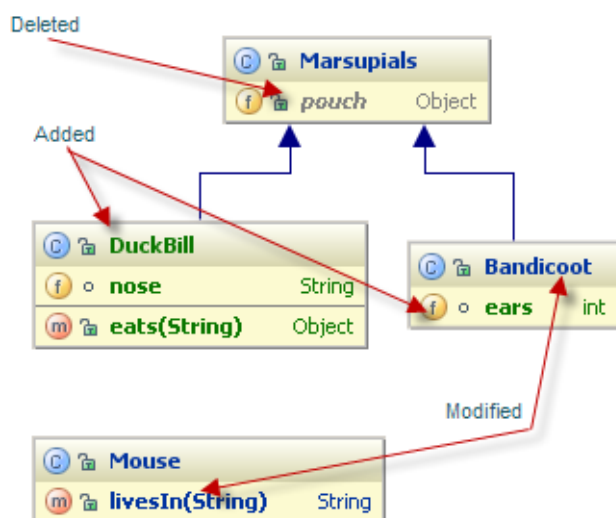 Deleted
C Marsupials
f pouch Object
Added
C DuckBill
f nose String
m eats(String) Object
C Bandicoot
f ears int
Modified
C Mouse
m livesIn(String) String